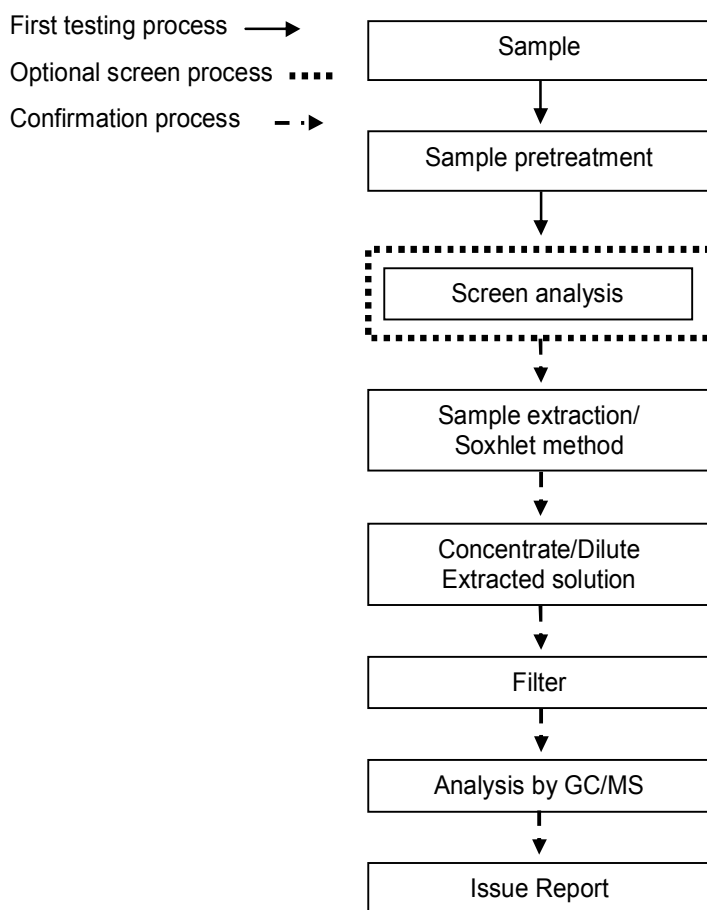 First testing process
Optional screen process
Confirmation process
Sample
Sample pretreatment
Screen analysis
Sample extraction/
Soxhlet method
Concentrate/Dilute
Extracted solution
Filter
Analysis by GC/MS
Issue Report